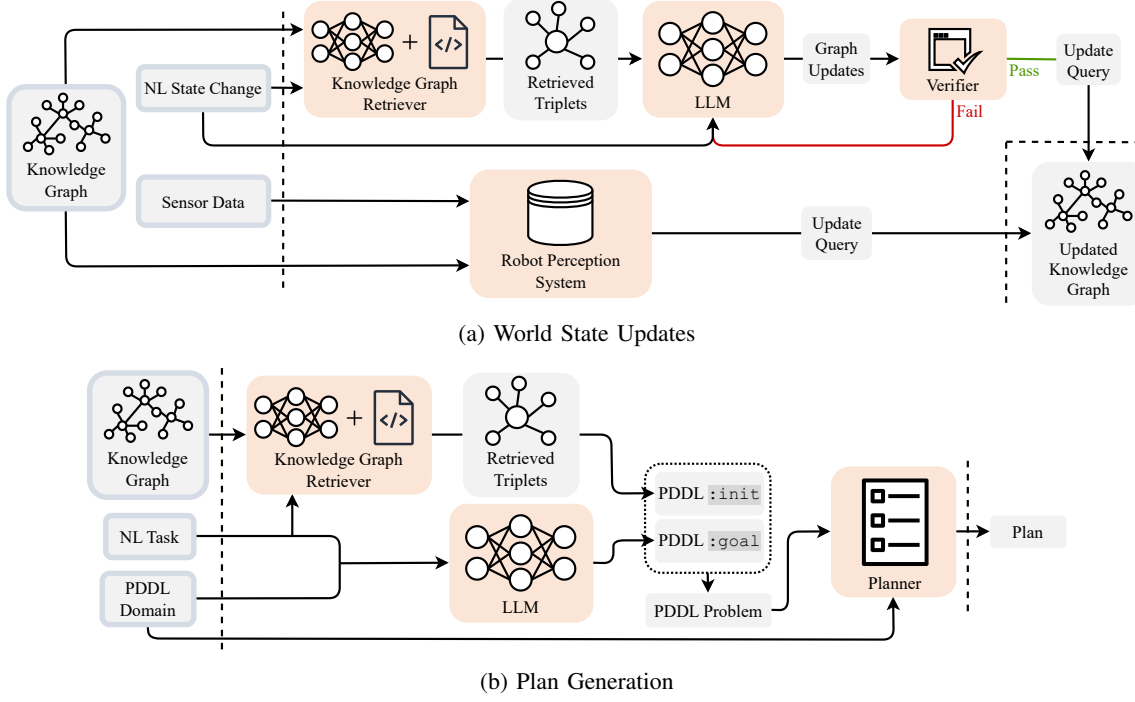 Knowledge
Graph
NL State Change
Sensor Data
</>
+
Knowledge Graph
Retriever
Retrieved
Triplets
LLM
Graph
Updates
Verifier
Pass
Fail
Update
Query
Robot Perception
System
Update
Query
Updated
Knowledge
Graph
(a) World State Updates
Knowledge
Graph
NL Task
PDDL
Domain
+
</>
Knowledge Graph
Retriever
Retrieved
Triplets
LLM
PDDL :init
PDDL :goal
PDDL Problem
Planner
Plan
(b) Plan Generation